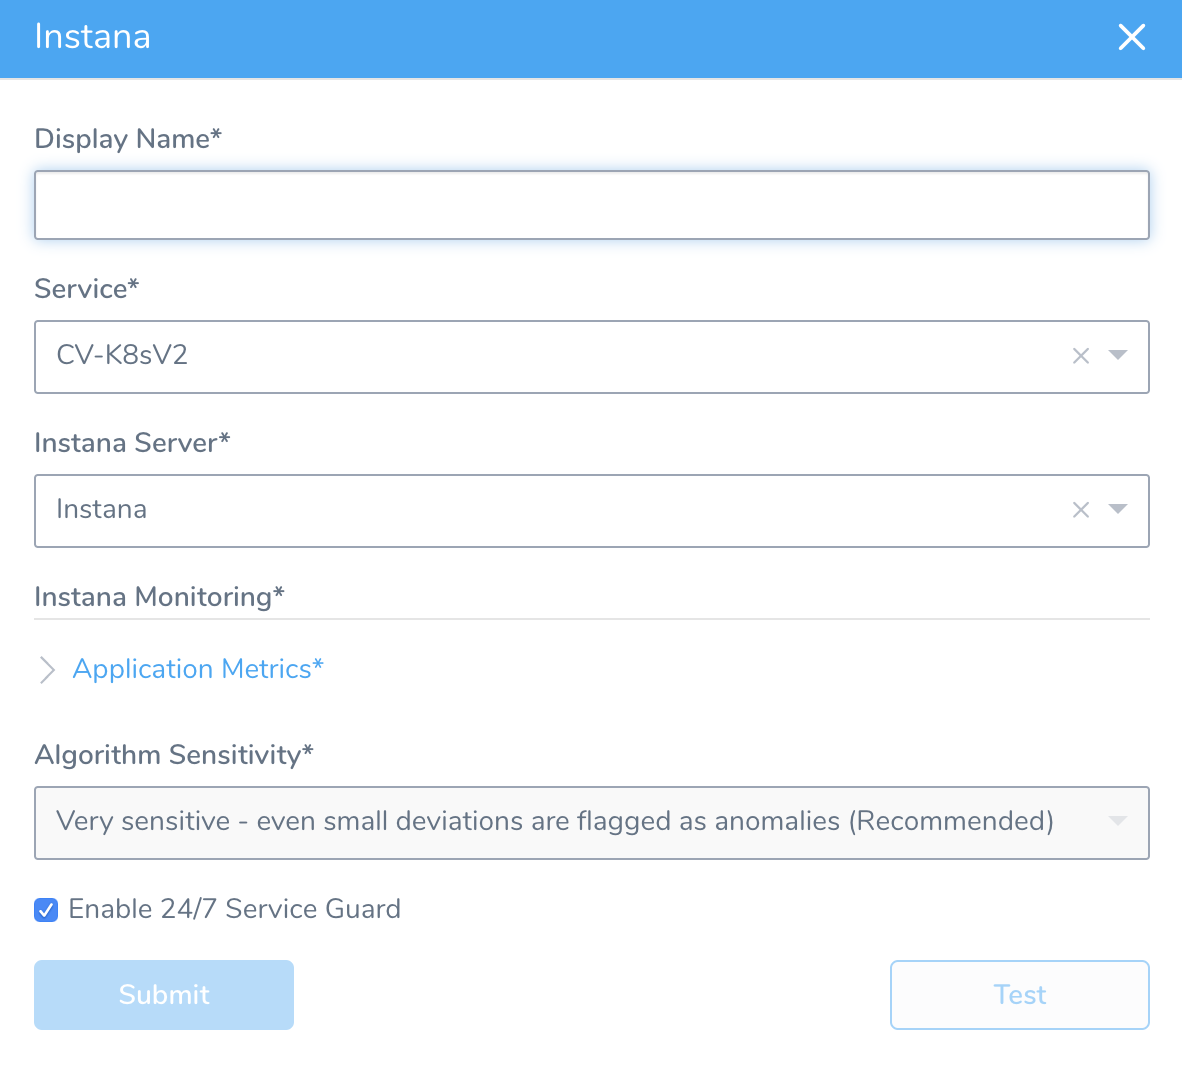 Instana
Display Name*
Service*
CV-K8sV2
Instana Server*
Instana
Instana Monitoring*
Application Metrics*
Algorithm Sensitivity*
Very sensitive - even small deviations are flagged as anomalies (Recommended)
Enable 24/7 Service Guard
Submit
Test